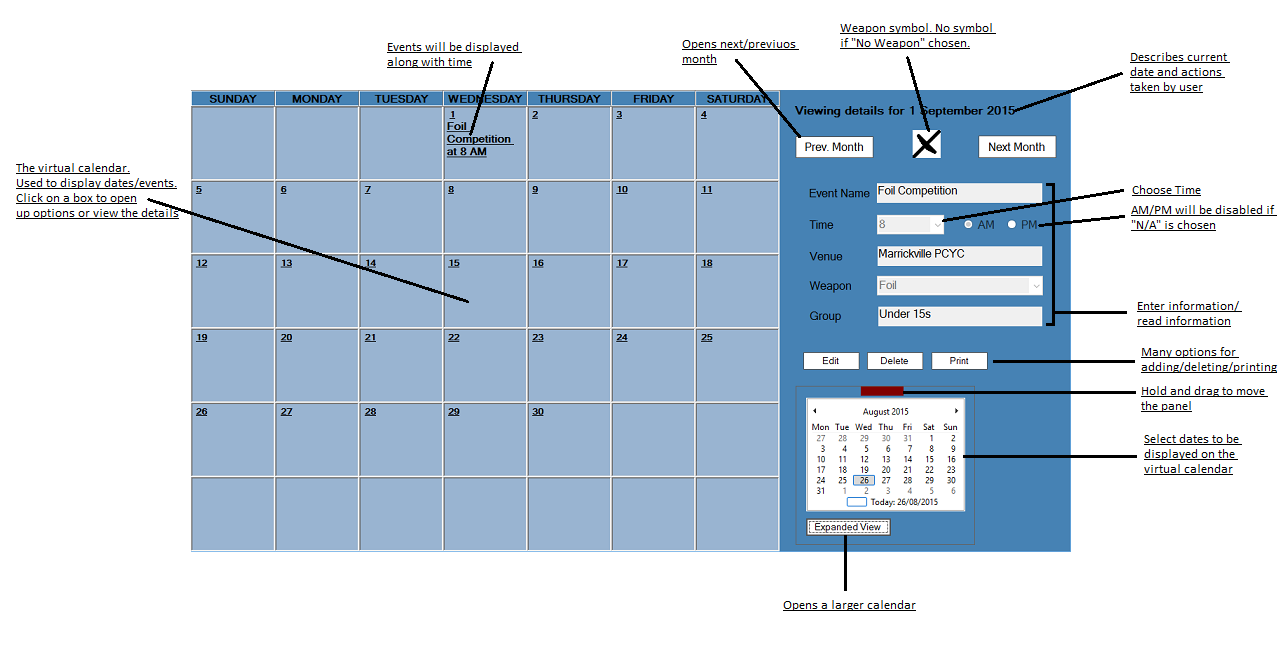 Weapon symbol. No symbol
if "No Weapon" chosen.
Events will be displayed
along with time
Opens next/previuos
month
Describes current
date and actions
taken by user
SUNDAY MONDAY TUESDAY WEDNESDAY THURSDAY FRIDAY SATURDAY
1 2 3 4
Foil
Competition
at 8 AM
5 6 7 8 9 10 11
12 13 14 15 16 17 18
19 20 21 22 23 24 25
26 27 28 29 30
The virtual calendar.
Used to display dates/events.
Click on a box to open
up options or view the details
Viewing details for 1 September 2015
Prev. Month Next Month
Event Name Foil Competition
Time 8 AM PM
Venue Marrickville PCYC
Weapon Foil
Group Under 15s
Edit Delete Print
August 2015
Mon Tue Wed Thu Fri Sat Sun
27 28 29 30 31 1 2
3 4 5 6 7 8 9
10 11 12 13 14 15 16
17 18 19 20 21 22 23
24 25 26 27 28 29 30
31 1 2 3 4 5 6
Today: 26/08/2015
Expanded View
Choose Time
AM/PM will be disabled if
"N/A" is chosen
Enter information/
read information
Many options for
adding/deleting/printing
Hold and drag to move
the panel
Select dates to be
displayed on the
virtual calendar
Opens a larger calendar